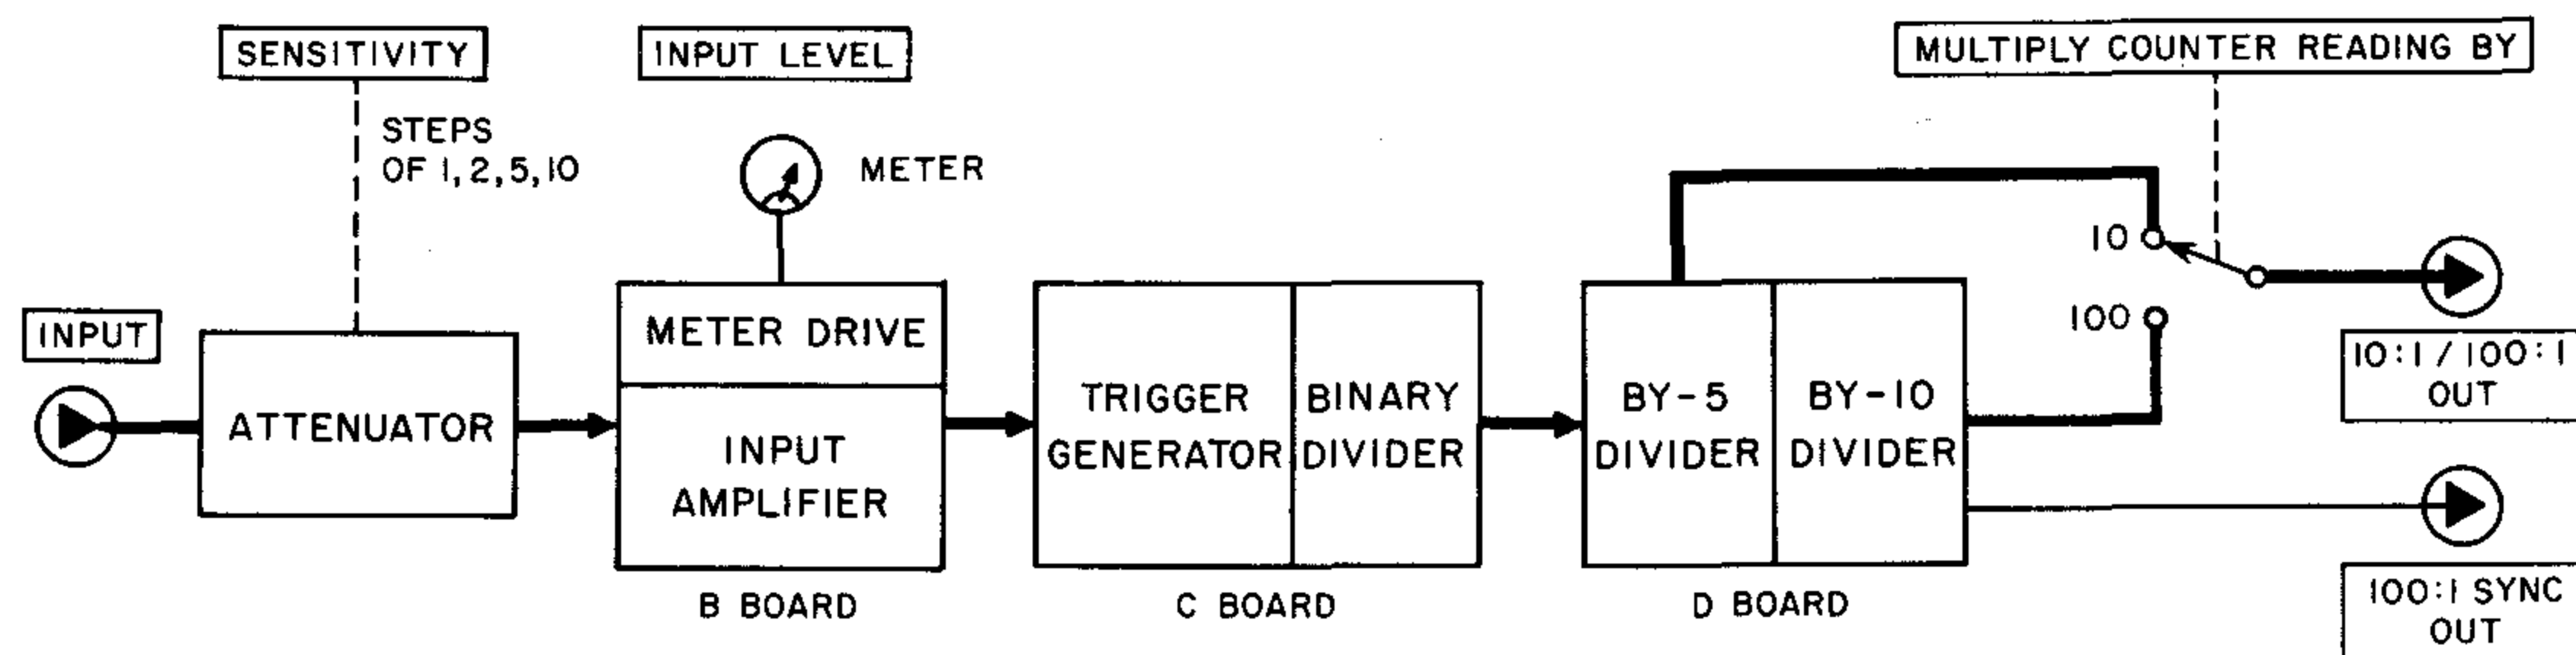 SENSITIVITY
INPUT LEVEL
MULTIPLY COUNTER READING BY
STEPS
OF 1, 2, 5, 10
METER
10
100
INPUT
ATTENUATOR
METER DRIVE
INPUT
AMPLIFIER
B BOARD
TRIGGER
GENERATOR
BINARY
DIVIDER
C BOARD
BY-5
DIVIDER
BY-10
DIVIDER
D BOARD
10:1 / 100:1
OUT
100:1 SYNC
OUT